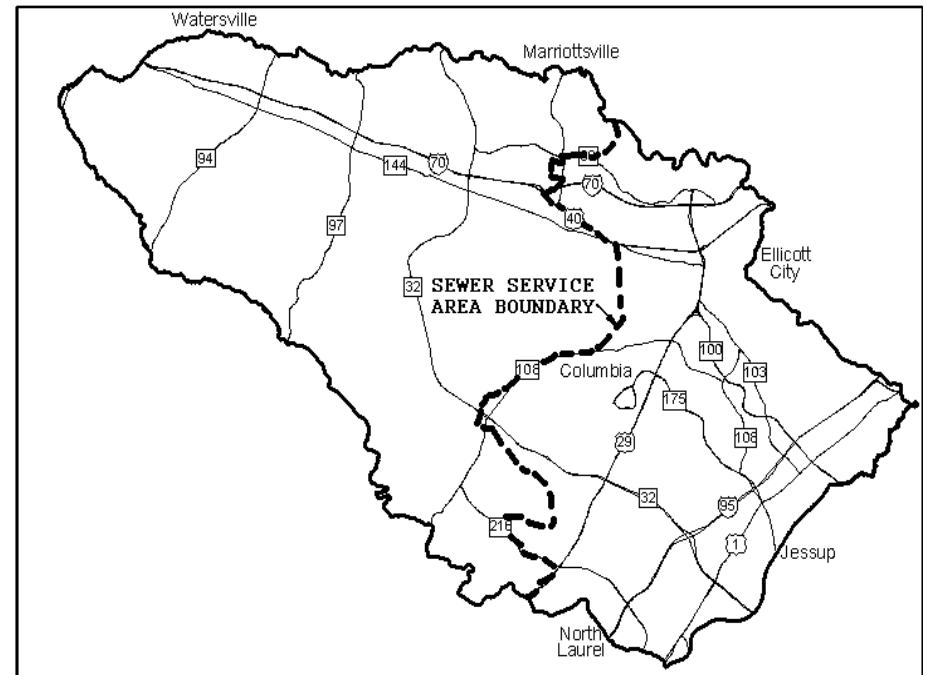 Watersville
Marriottsville
94
144
70
99
70
97
40
Ellicott
City
32
SEWER SERVICE
AREA BOUNDARY
100
108
Columbia
103
175
29
108
32
95
216
1
Jessup
North
Laurel